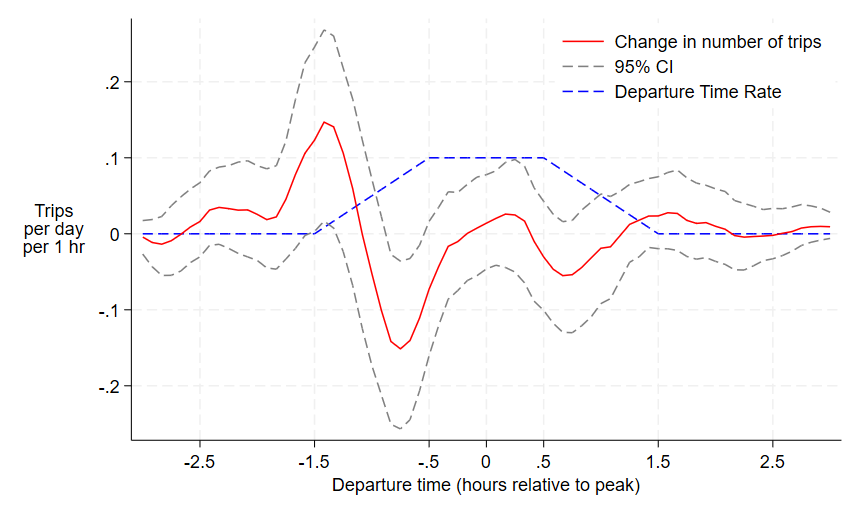 Change in number of trips
95% CI
Departure Time Rate
.2
.1
0
-.1
-.2
Trips
per day
per 1 hr
-2.5
-1.5
-.5
0
.5
1.5
2.5
Departure time (hours relative to peak)